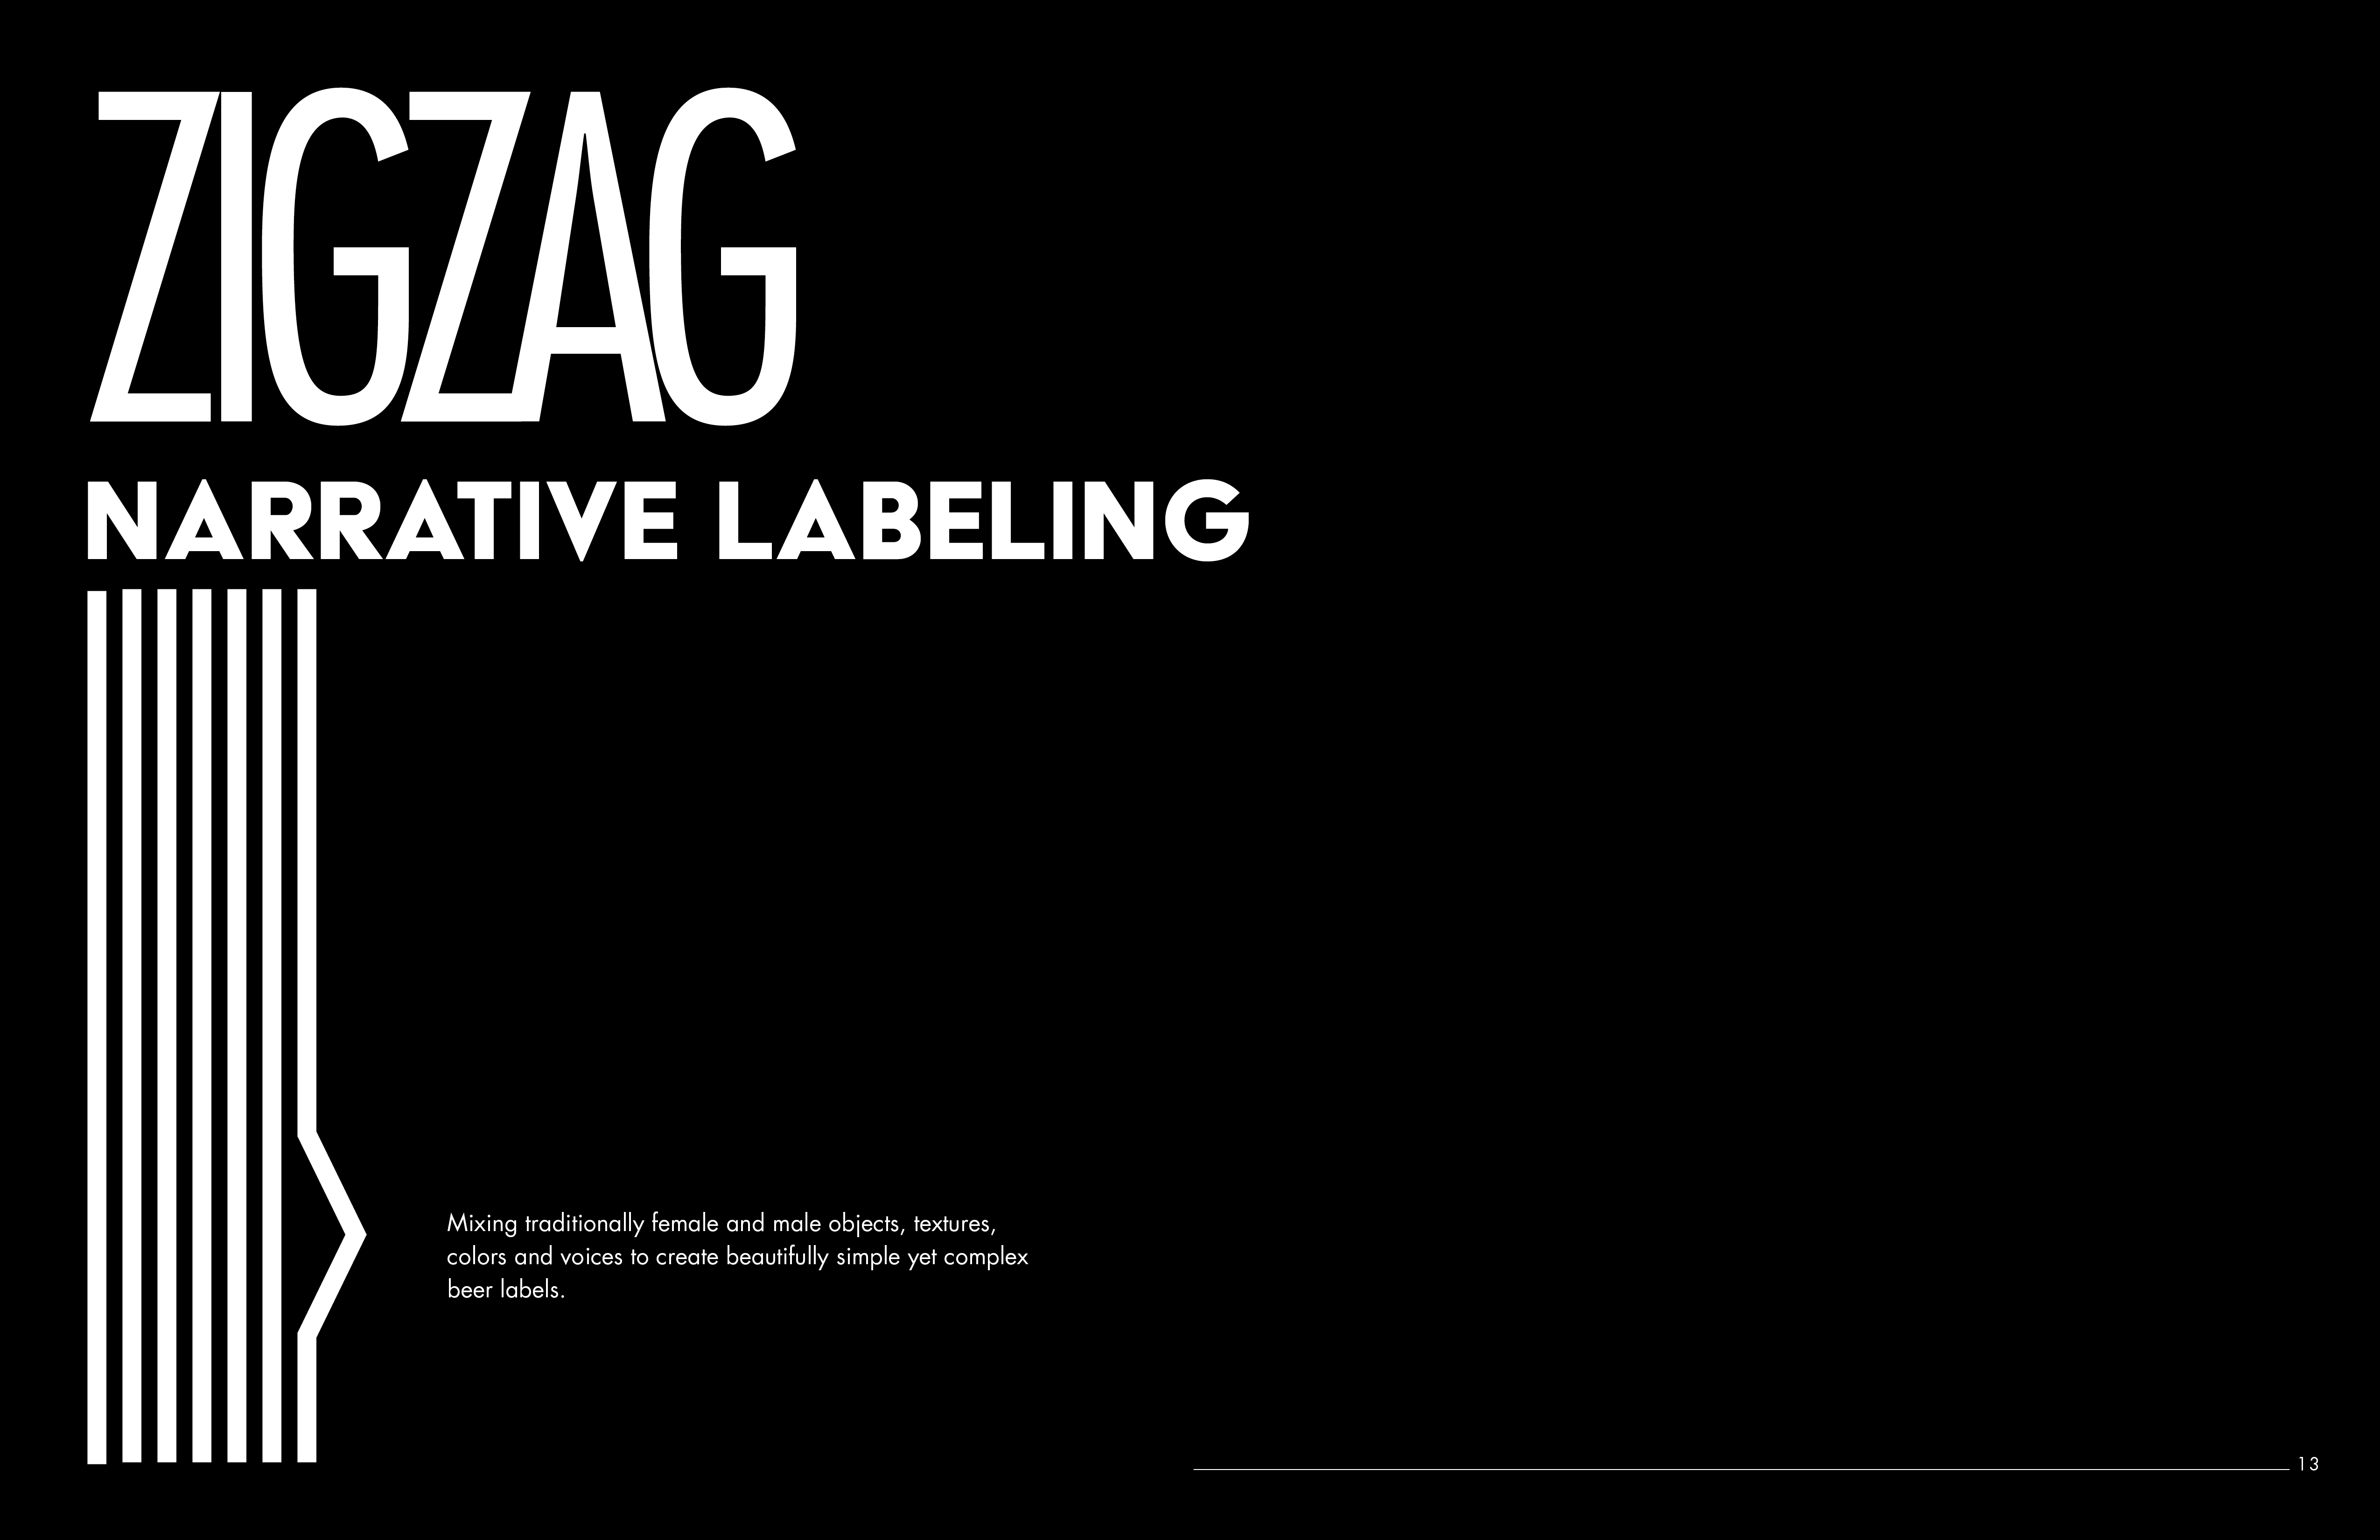 ZIGZAG
NARRATIVE LABELING
Mixing traditionally female and male objects, textures,
colors and voices to create beautifully simple yet complex
beer labels.
13